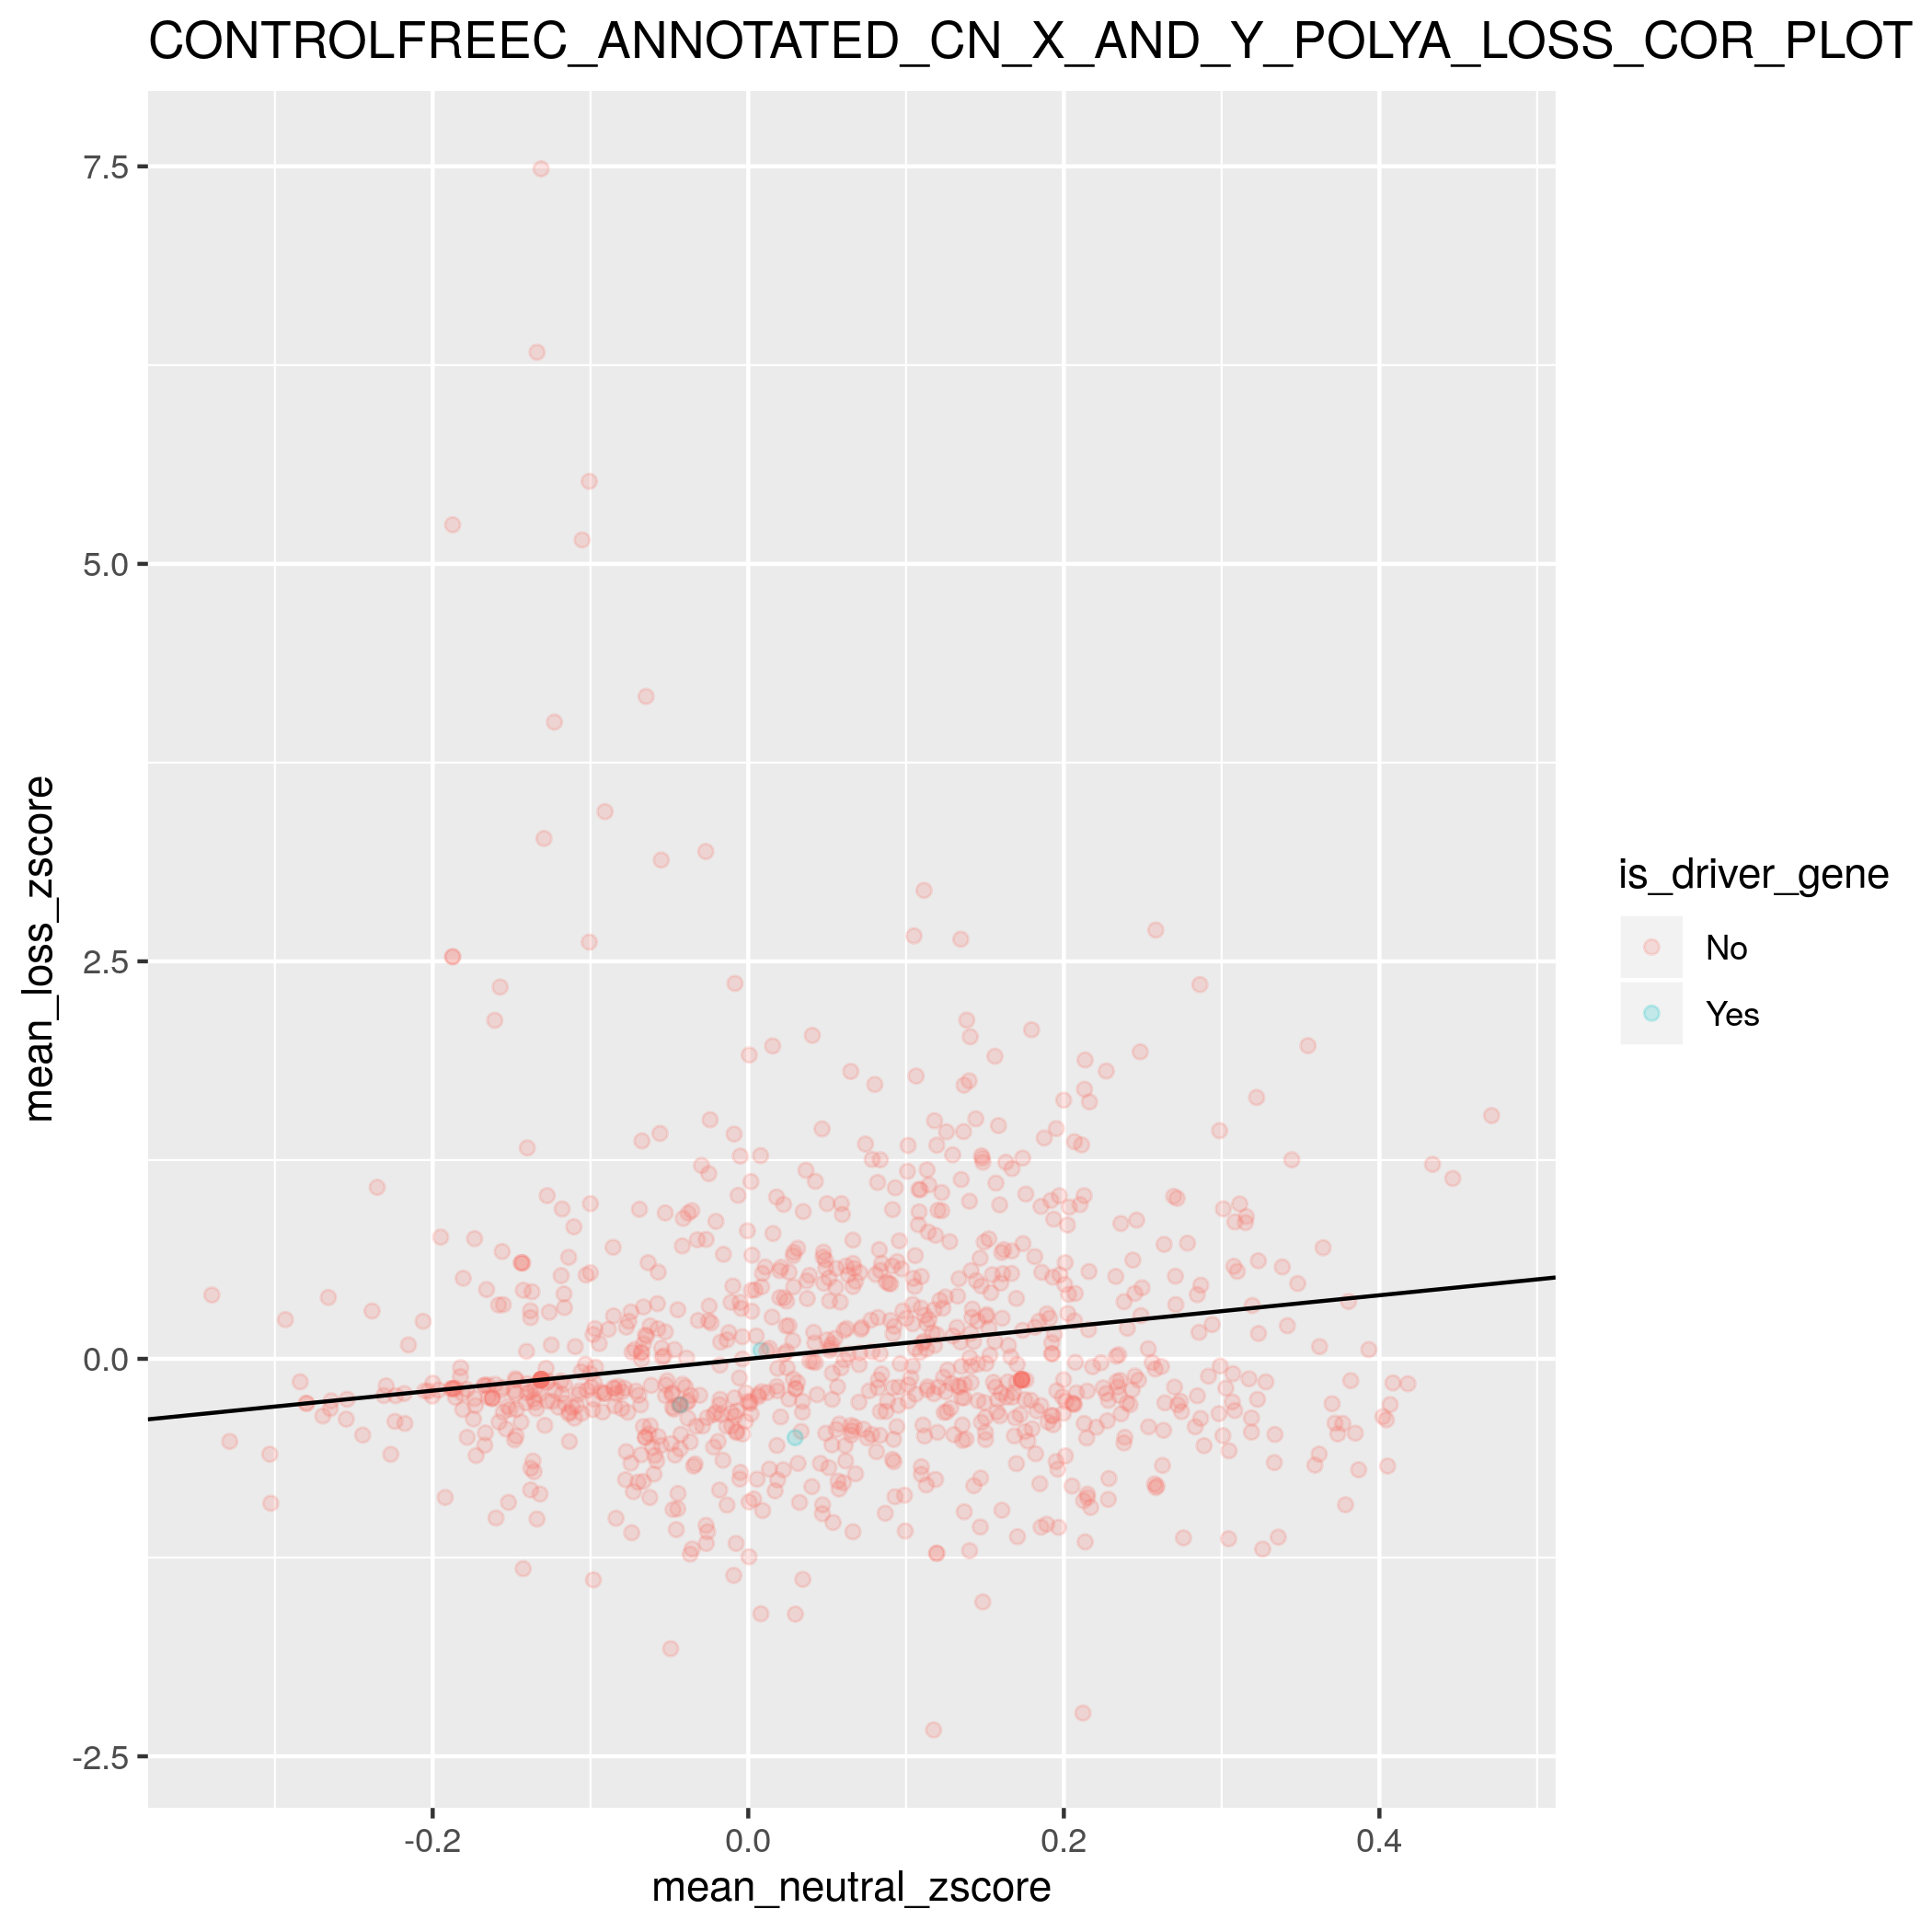 CONTROLFREEC_ANNOTATED_CN_X_AND_Y_POLYA_LOSS_COR_PLOT
7.5
5.0
2.5
0.0
-2.5
mean_loss_zscore
-0.2
0.0
0.2
0.4
mean_neutral_zscore
is_driver_gene
No
Yes